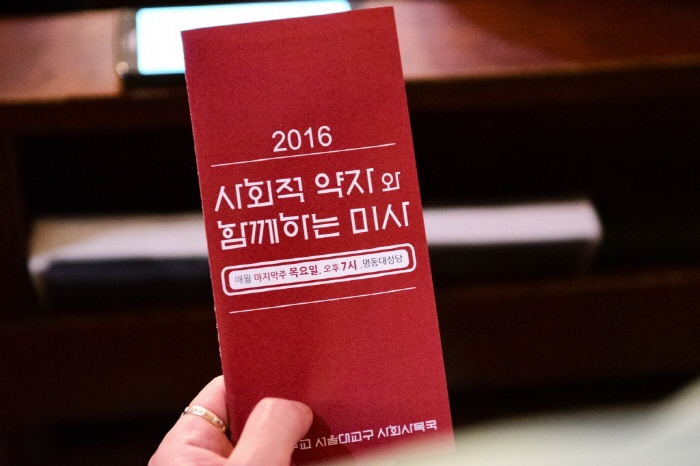 2016
사회적 약자와
함께하는 미사
매월 마지막주 목요일, 오후 7시 ,명동대성당
서울대교구 사회사목국